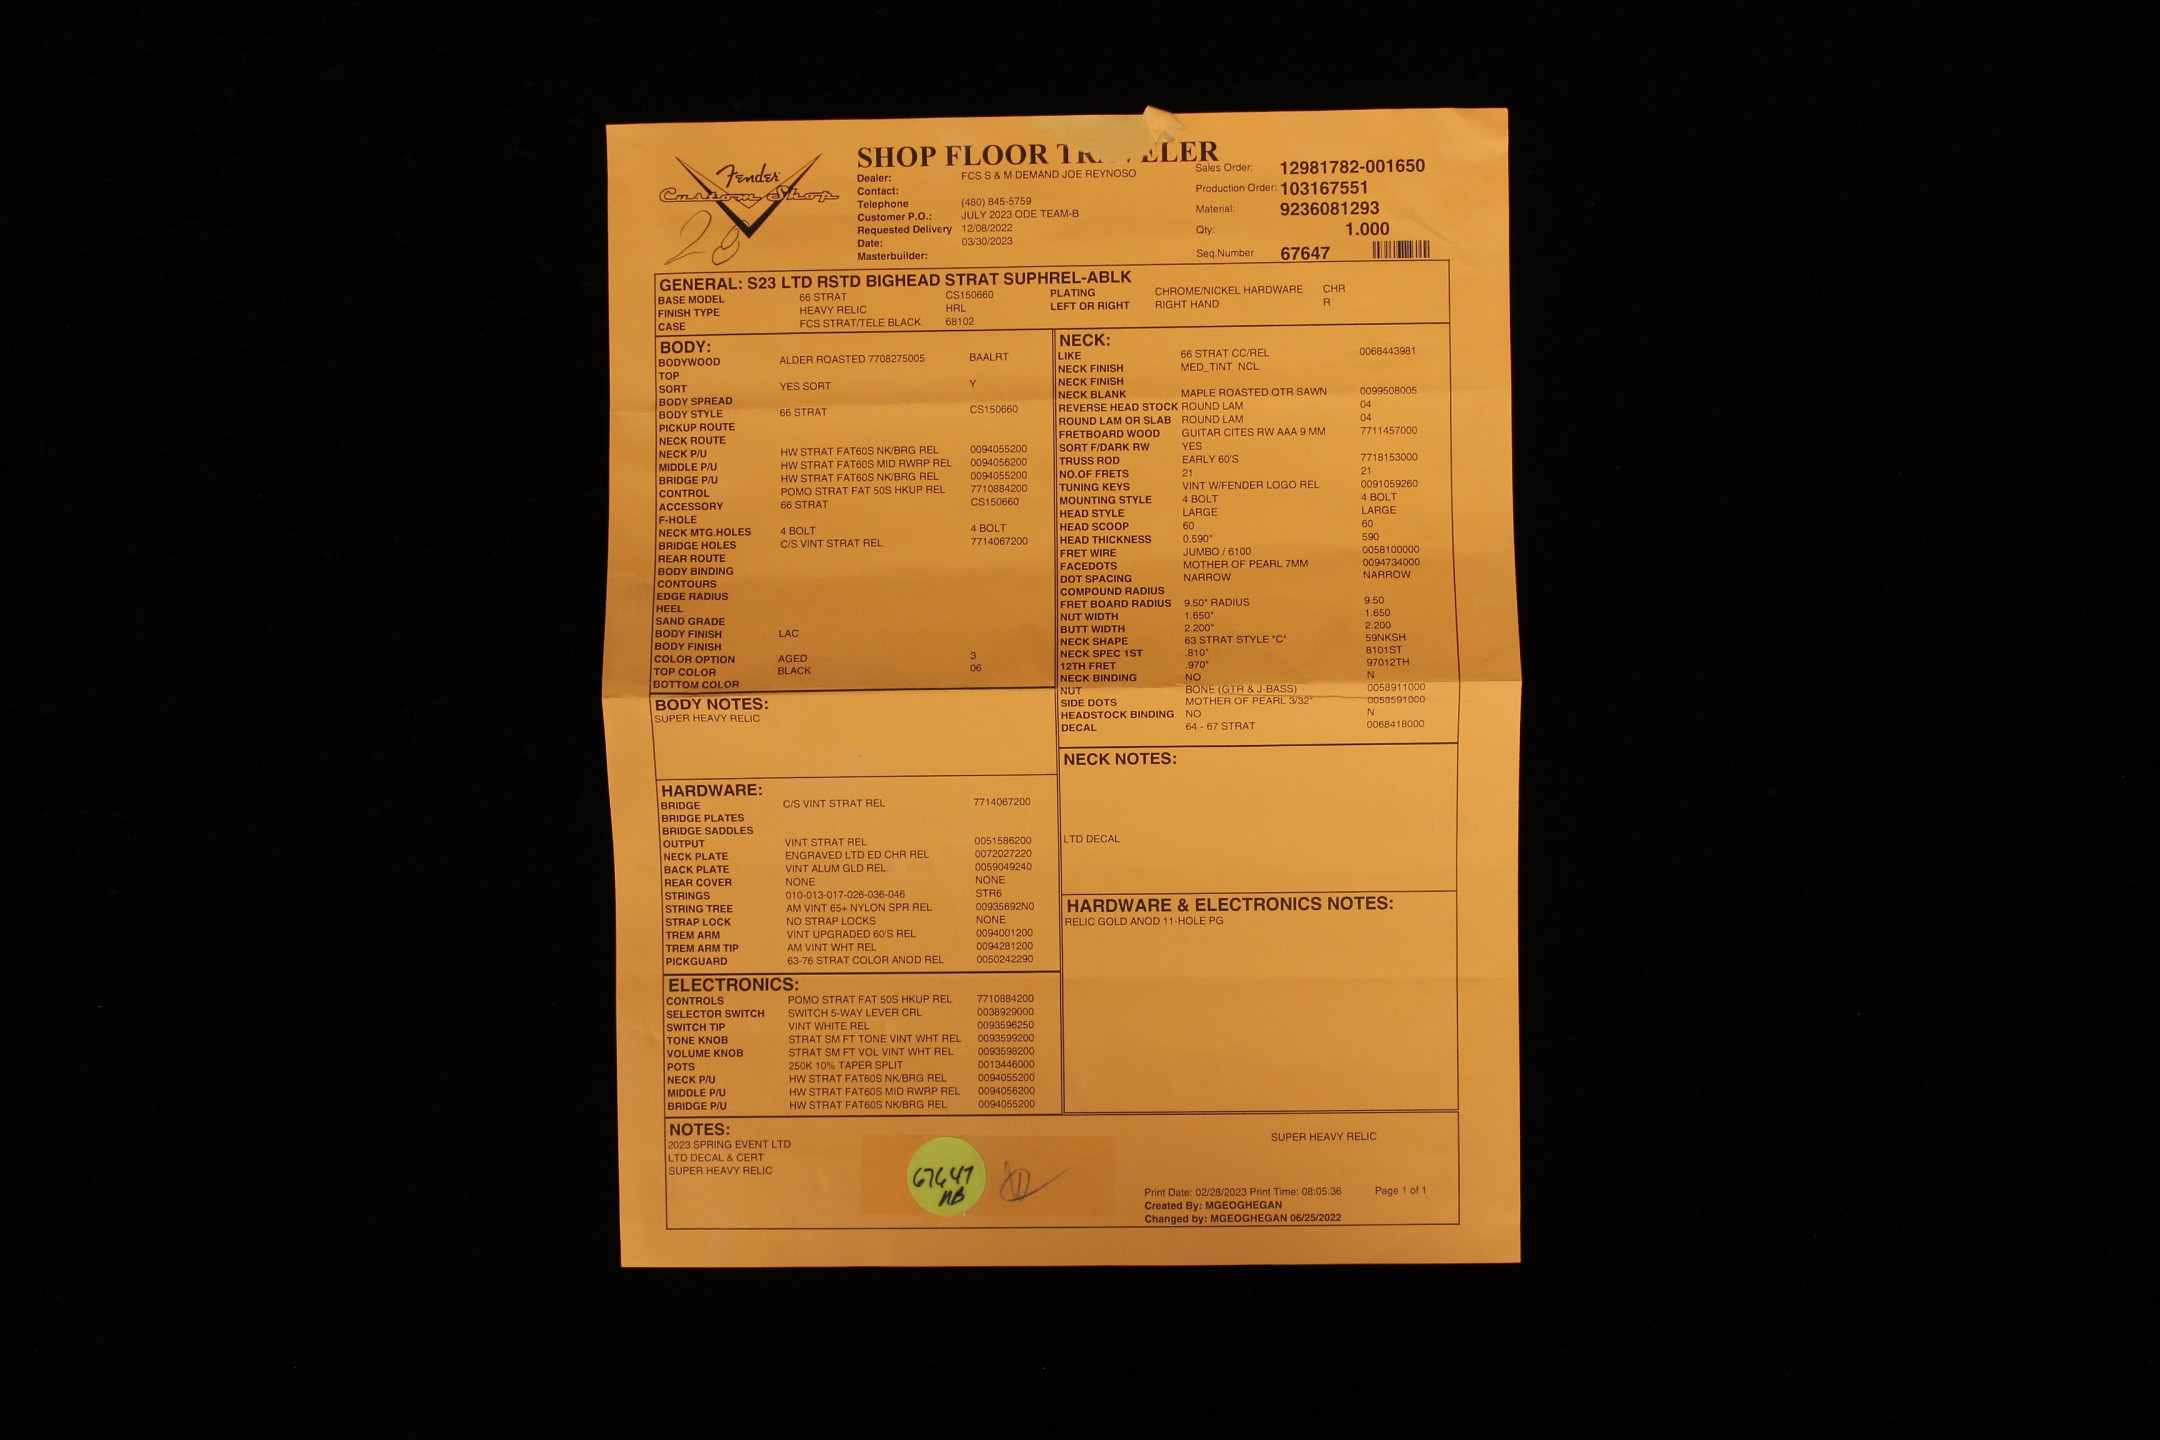 Fender
Custom Shop
28
SHOP FLOOR
Dealer: FCS S & M DEMAND JOE REYNOSO
Contact:
Telephone (480) 845-5759
Customer P.O.: JULY 2023 ODE TEAM-B
Requested Delivery 12/08/2022
Date: 03/30/2023
Masterbuilder:
Sales Order: 12981782-001650
Production Order: 103167551
Material: 9236081293
Qty: 1.000
Seq.Number 67647
GENERAL: S23 LTD RSTD BIGHEAD STRAT SUPHREL-ABLK
BASE MODEL 66 STRAT CS150660 PLATING CHROME/NICKEL HARDWARE CHR
FINISH TYPE HEAVY RELIC HRL LEFT OR RIGHT RIGHT HAND R
CASE FCS STRAT/TELE BLACK 68102
BODY:
BODYWOOD ALDER ROASTED 7708275005 BAALRT
TOP
SORT YES SORT Y
BODY SPREAD
BODY STYLE 66 STRAT CS150660
PICKUP ROUTE
NECK ROUTE
NECK P/U HW STRAT FAT60S NK/BRG REL 0094055200
MIDDLE P/U HW STRAT FAT60S MID RWRP REL 0094056200
BRIDGE P/U HW STRAT FAT60S NK/BRG REL 0094055200
CONTROL POMO STRAT FAT 50S HKUP REL 7710884200
ACCESSORY 66 STRAT CS150660
F-HOLE
NECK MTG.HOLES 4 BOLT 4 BOLT
BRIDGE HOLES C/S VINT STRAT REL 7714067200
REAR ROUTE
BODY BINDING
CONTOURS
EDGE RADIUS
HEEL
SAND GRADE
BODY FINISH LAC
BODY FINISH
COLOR OPTION AGED 3
TOP COLOR BLACK 06
BOTTOM COLOR
BODY NOTES:
SUPER HEAVY RELIC
HARDWARE:
BRIDGE C/S VINT STRAT REL 7714067200
BRIDGE PLATES
BRIDGE SADDLES
OUTPUT VINT STRAT REL 0051586200
NECK PLATE ENGRAVED LTD ED CHR REL 0072027220
BACK PLATE VINT ALUM GLD REL 0059049240
REAR COVER NONE NONE
STRINGS 010-013-017-026-036-046 STR6
STRING TREE AM VINT 65+ NYLON SPR REL 00935692N0
STRAP LOCK NO STRAP LOCKS NONE
TREM ARM VINT UPGRADED 60'S REL 0094001200
TREM ARM TIP AM VINT WHT REL 0094281200
PICKGUARD 63-76 STRAT COLOR ANOD REL 0050242290
ELECTRONICS:
CONTROLS POMO STRAT FAT 50S HKUP REL 7710884200
SELECTOR SWITCH SWITCH 5-WAY LEVER CRL 0038929000
SWITCH TIP VINT WHITE REL 0093596250
TONE KNOB STRAT SM FT TONE VINT WHT REL 0093599200
VOLUME KNOB STRAT SM FT VOL VINT WHT REL 0093598200
POTS 250K 10% TAPER SPLIT 0013446000
NECK P/U HW STRAT FAT60S NK/BRG REL 0094055200
MIDDLE P/U HW STRAT FAT60S MID RWRP REL 0094056200
BRIDGE P/U HW STRAT FAT60S NK/BRG REL 0094055200
NECK:
LIKE 66 STRAT CC/REL 0068443981
NECK FINISH MED_TINT NCL
NECK FINISH
NECK BLANK MAPLE ROASTED QTR SAWN 0099508005
REVERSE HEAD STOCK ROUND LAM 04
ROUND LAM OR SLAB ROUND LAM 04
FRETBOARD WOOD GUITAR CITES RW AAA 9 MM 7711457000
SORT F/DARK RW YES
TRUSS ROD EARLY 60'S 7718153000
NO.OF FRETS 21 21
TUNING KEYS VINT W/FENDER LOGO REL 0091059260
MOUNTING STYLE 4 BOLT 4 BOLT
HEAD STYLE LARGE LARGE
HEAD SCOOP 60 60
HEAD THICKNESS 0.590" 590
FRET WIRE JUMBO / 6100 0058100000
FACEDOTS MOTHER OF PEARL 7MM 0094734000
DOT SPACING NARROW NARROW
COMPOUND RADIUS
FRET BOARD RADIUS 9.50" RADIUS 9.50
NUT WIDTH 1.650" 1.650
BUTT WIDTH 2.200" 2.200
NECK SHAPE 63 STRAT STYLE "C" 59NKSH
NECK SPEC 1ST .810" 8101ST
12TH FRET .970" 97012TH
NECK BINDING NO N
NUT BONE (GTR & J-BASS) 0058911000
SIDE DOTS MOTHER OF PEARL 3/32" 0058591000
HEADSTOCK BINDING NO N
DECAL 64 - 67 STRAT 0068418000
NECK NOTES:
LTD DECAL
HARDWARE & ELECTRONICS NOTES:
RELIC GOLD ANOD 11-HOLE PG
NOTES:
2023 SPRING EVENT LTD
LTD DECAL & CERT
SUPER HEAVY RELIC
67647
NB
SUPER HEAVY RELIC
Print Date: 02/28/2023 Print Time: 08:05:36 Page 1 of 1
Created By: MGEOGHEGAN
Changed by: MGEOGHEGAN 06/25/2022